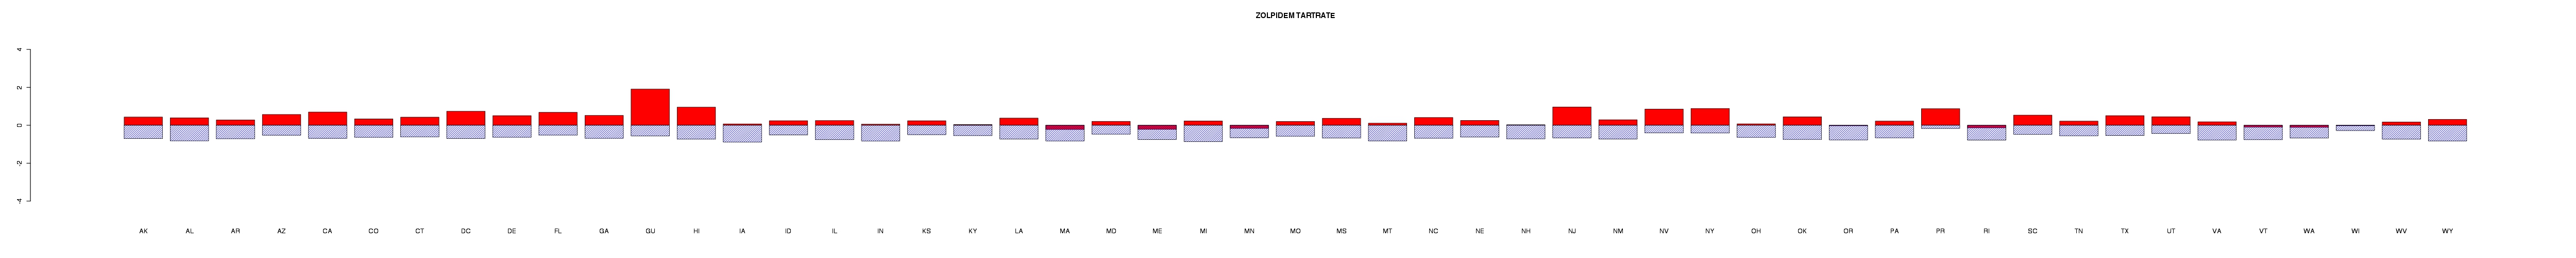 ZOLPIDEM TARTRATE
4
2
0
-2
-4
AK AL AR AZ CA CO CT DC DE FL GA GU HI IA ID IL IN KS KY LA MA MD ME MI MN MO MS MT NC NE NH NJ NM NV NY OH OK OR PA PR RI SC TN TX UT VA VT WA WI WV WY